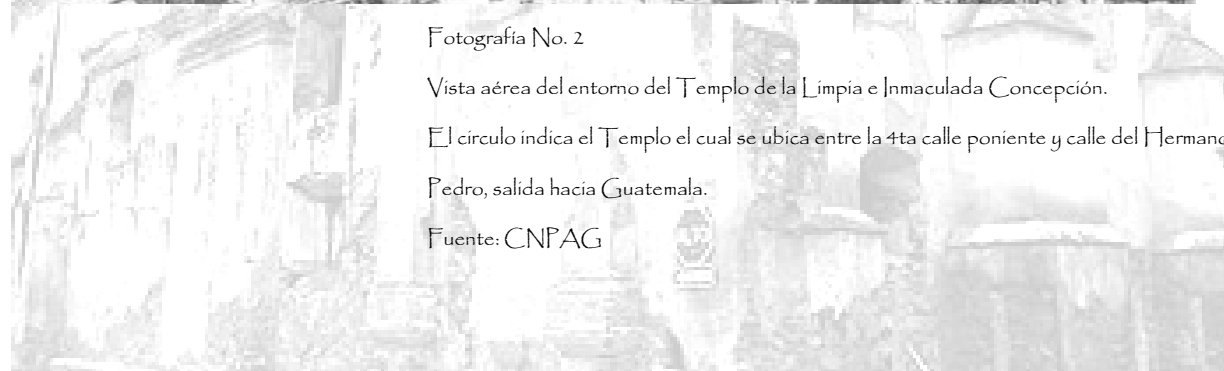 Fotografía No. 2
Vista aérea del entorno del Templo de la Limpia e Inmaculada Concepción.
El circulo indica el Templo el cual se ubica entre la 4ta calle poniente y calle del Hermano
Pedro, salida hacia Guatemala.
Fuente: CNPAG